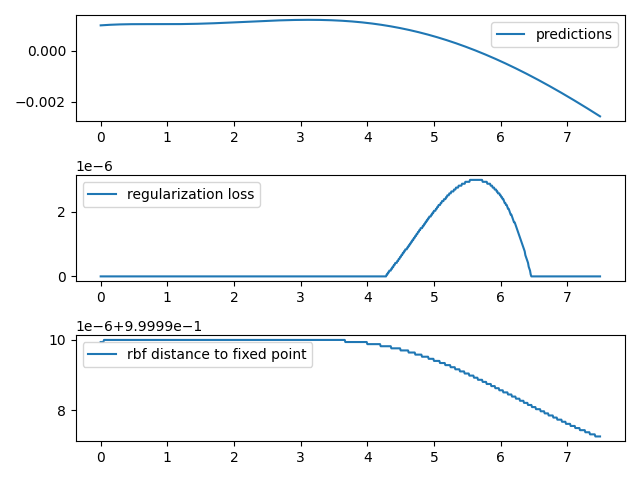 0.000
−0.002
predictions
0 1 2 3 4 5 6 7
1e−6
2
0
regularization loss
0 1 2 3 4 5 6 7
1e−6+9.9999e−1
10
8
rbf distance to fixed point
0 1 2 3 4 5 6 7